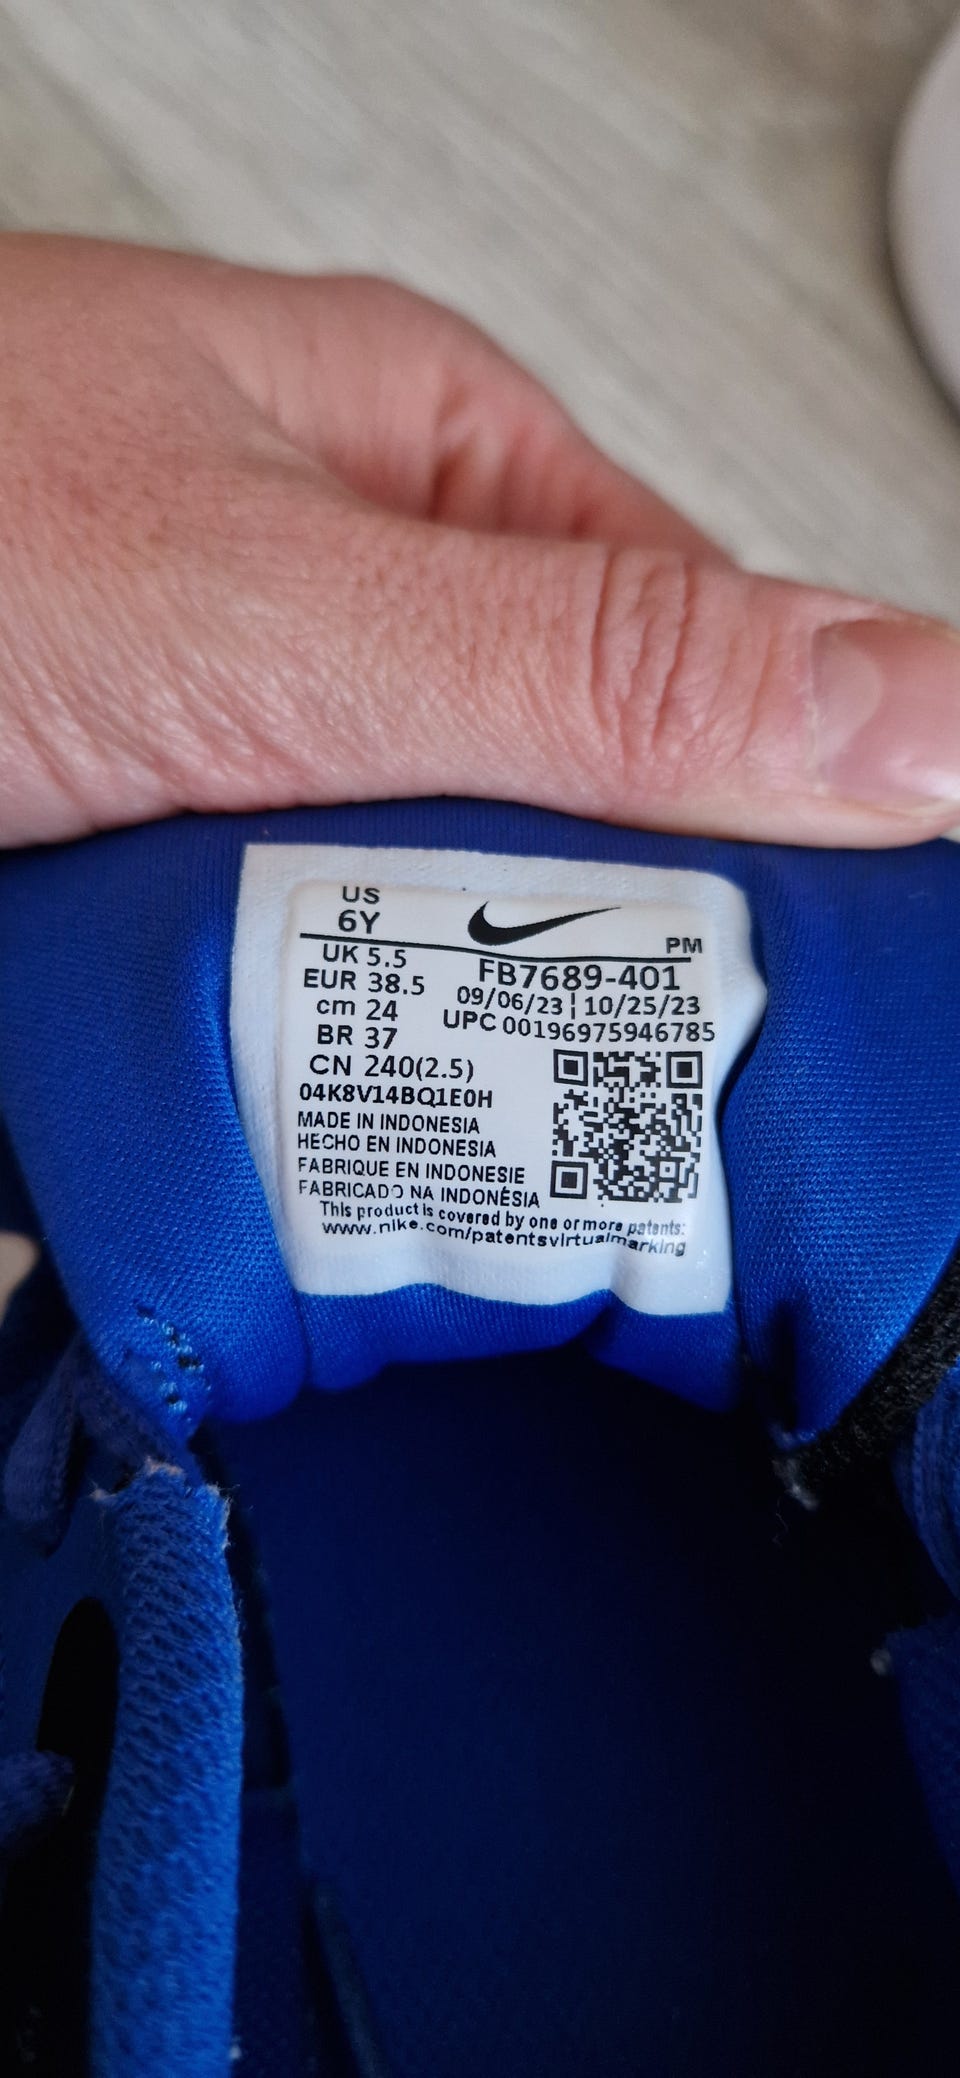 US
6Y
PM
UK 5.5
EUR 38.5
cm 24
BR 37
CN 240(2.5)
FB7689-401
09/06/23 ¦ 10/25/23
UPC 00196975946785
04K8V14BQ1E0H
MADE IN INDONESIA
HECHO EN INDONESIA
FABRIQUE EN INDONESIE
FABRICADO NA INDONÉSIA
This product is covered by one or more patents:
www.nike.com/patentsvirtualmarking